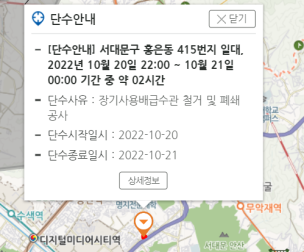 단수안내
닫기
- [단수안내] 서대문구 홍은동 415번지 일대,
2022년 10월 20일 22:00 ~ 10월 21일
00:00 기간 중 약 02시간
- 단수사유 : 장기사용배급수관 철거 및 폐쇄
공사
- 단수시작일시 : 2022-10-20
- 단수종료일시 : 2022-10-21
상세정보
수색역
무악재역
디지털미디어시티역